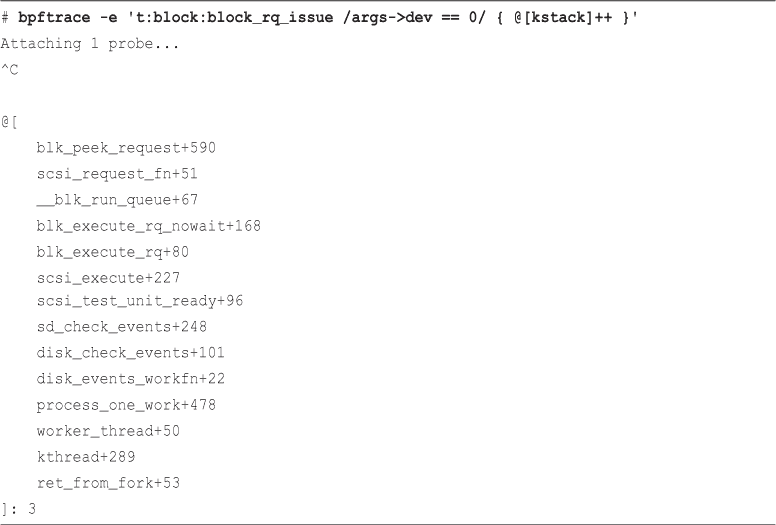 # bpftrace -e 't:block:block_rq_issue /args->dev == 0/ { @[kstack]++ }'
Attaching 1 probe...
^C
@[
    blk_peek_request+590
    scsi_request_fn+51
    __blk_run_queue+67
    blk_execute_rq_nowait+168
    blk_execute_rq+80
    scsi_execute+227
    scsi_test_unit_ready+96
    sd_check_events+248
    disk_check_events+101
    disk_events_workfn+22
    process_one_work+478
    worker_thread+50
    kthread+289
    ret_from_fork+53
]: 3